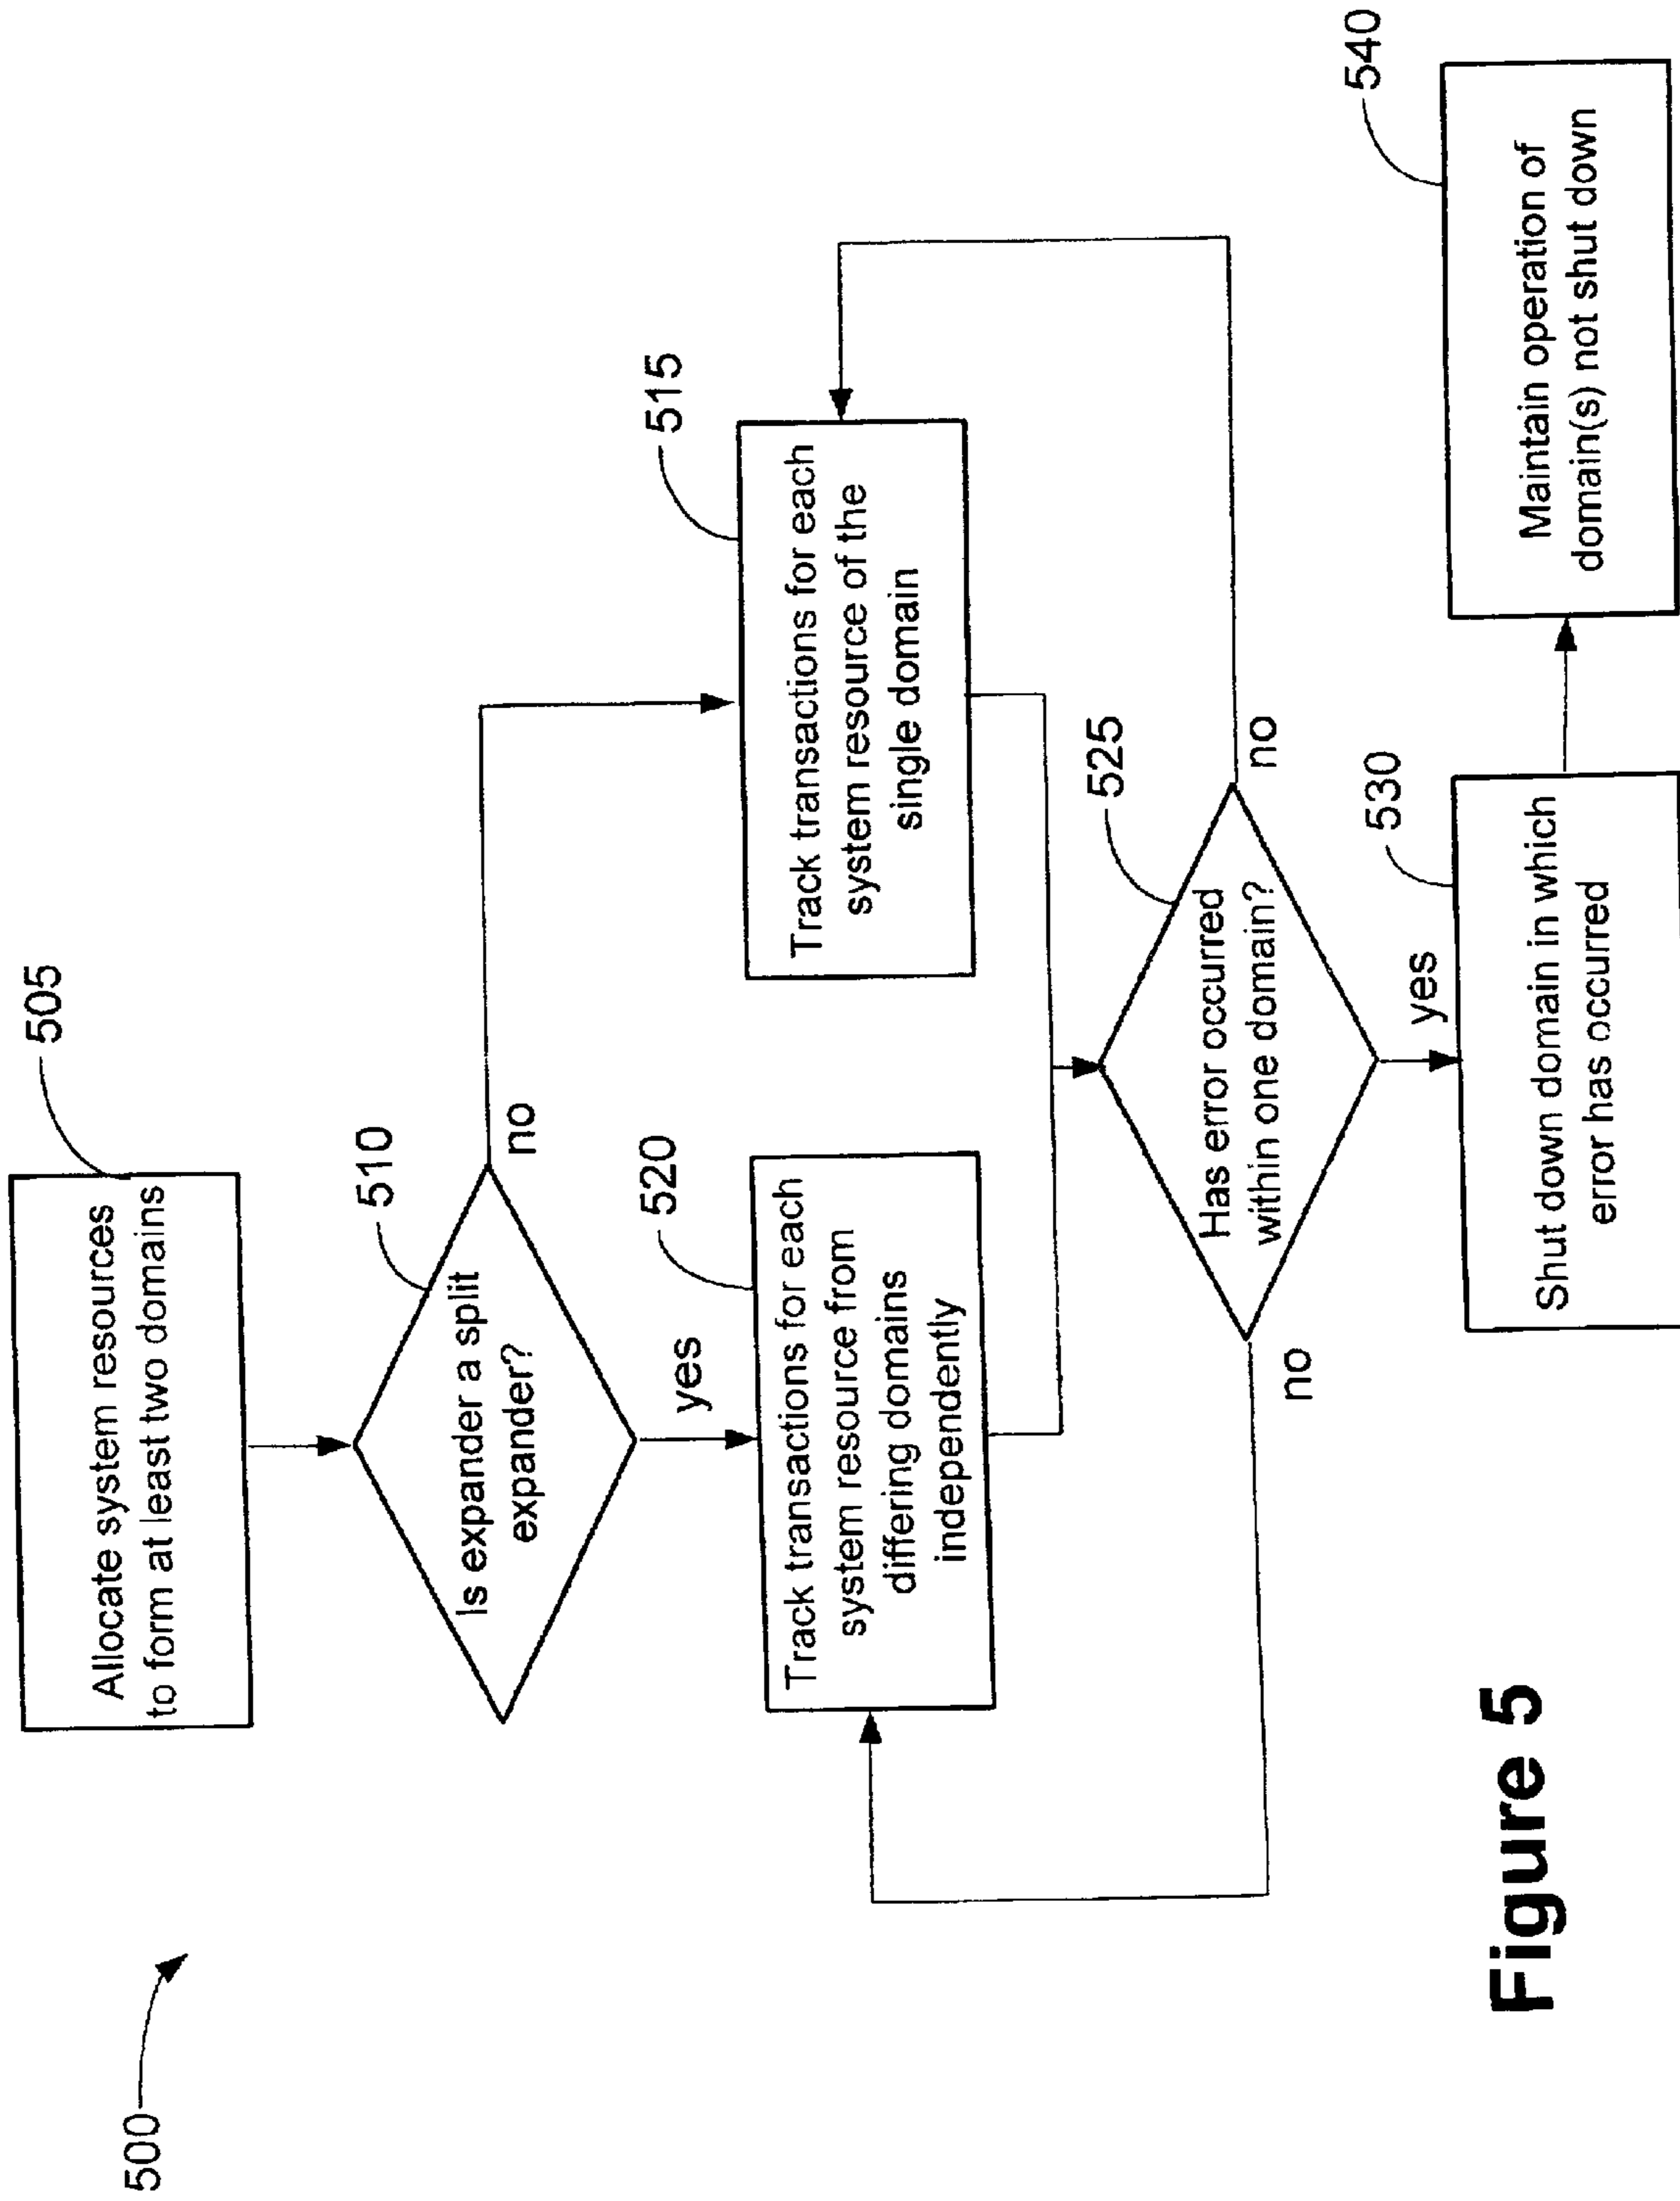 500
505
Allocate system resources
to form at least two domains
510
Is expander a split
expander?
no
yes
520
Track transactions for each
system resource from
differing domains
independently
515
Track transactions for each
system resource of the
single domain
525
Has error occurred
within one domain?
no
no
yes
530
Shut down domain in which
error has occurred
540
Maintain operation of
domain(s) not shut down
Figure 5